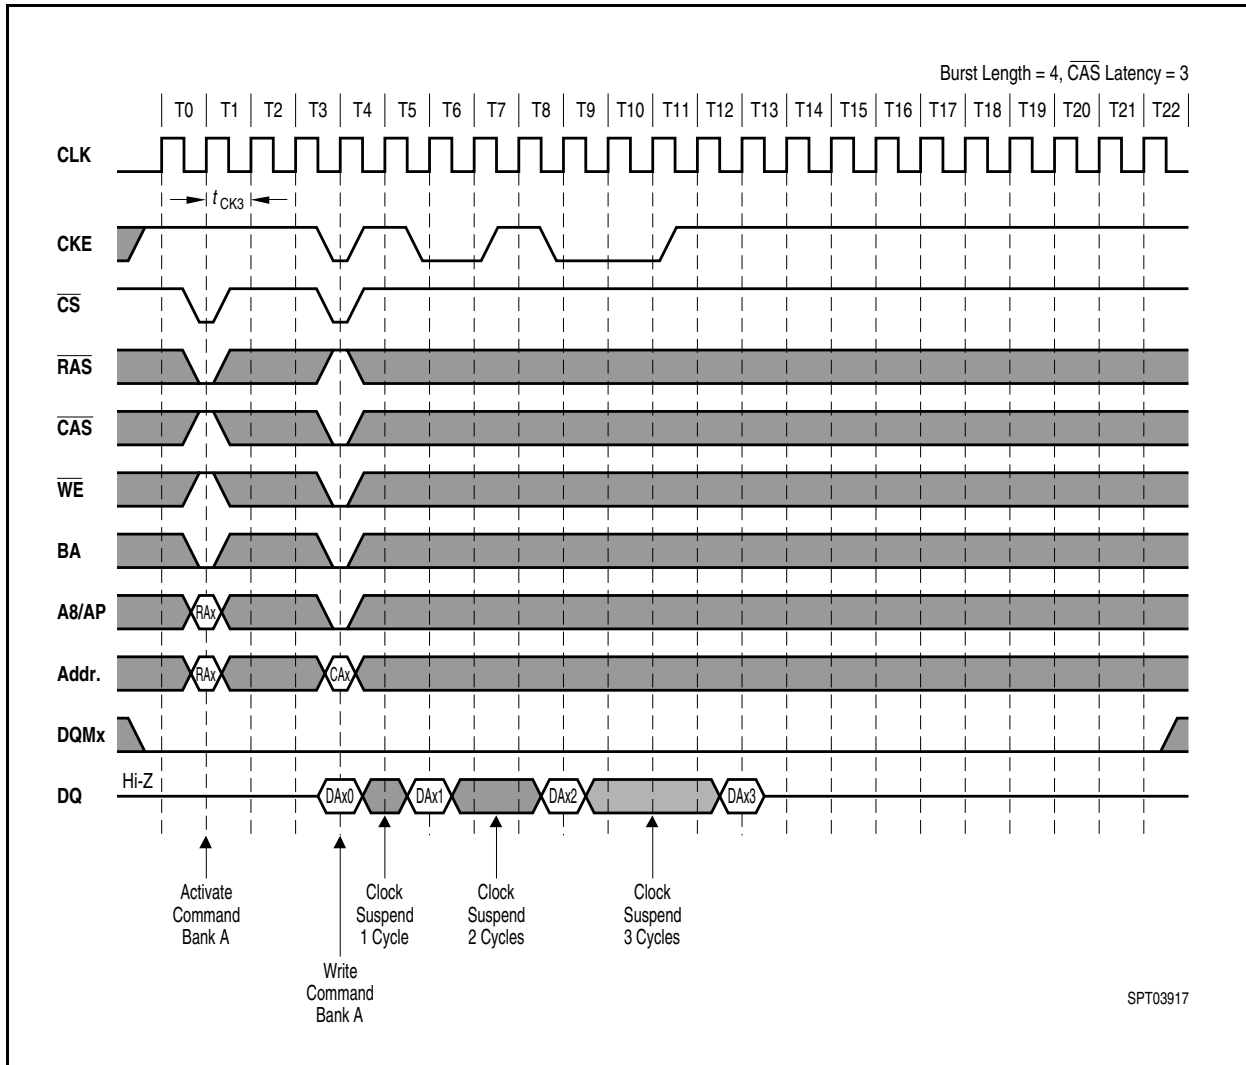 Burst Length = 4, CAS Latency = 3
T0 T1 T2 T3 T4 T5 T6 T7 T8 T9 T10 T11 T12 T13 T14 T15 T16 T17 T18 T19 T20 T21 T22
CLK
tCK3
CKE
CS
RAS
CAS
WE
BA
A8/AP
RAx
Addr.
RAx CAx
DQMx
Hi-Z
DQ
DAx0 DAx1 DAx2 DAx3
Activate
Command
Bank A
Write
Command
Bank A
Clock
Suspend
1 Cycle
Clock
Suspend
2 Cycles
Clock
Suspend
3 Cycles
SPT03917